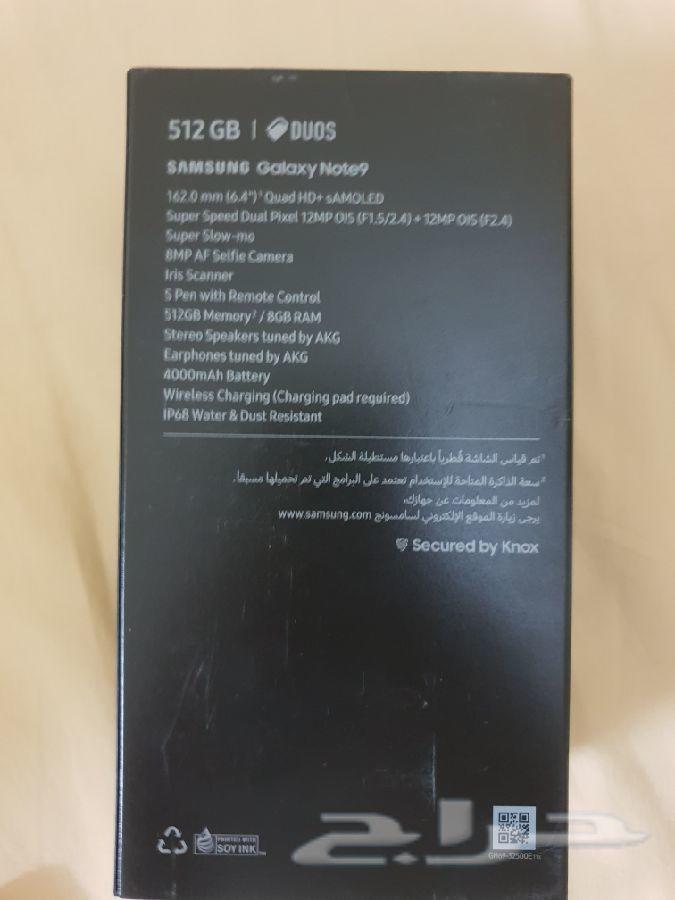 512 GB | DUOS
SAMSUNG Galaxy Note9
162.0 mm (6.4")¹ Quad HD+ sAMOLED
Super Speed Dual Pixel 12MP OIS (F1.5/2.4) + 12MP OIS (F2.4)
Super Slow-mo
8MP AF Selfie Camera
Iris Scanner
S Pen with Remote Control
512GB Memory² / 8GB RAM
Stereo Speakers tuned by AKG
Earphones tuned by AKG
4000mAh Battery
Wireless Charging (Charging pad required)
IP68 Water & Dust Resistant
¹ تم قياس الشاشة قُطرياً باعتبارها مستطيلة الشكل.
² سعة الذاكرة المتاحة للإستخدام تعتمد على البرامج التي تم تحميلها مسبقاً.
لمزيد من المعلومات عن جهازك،
يرجى زيارة الموقع الإلكتروني لسامسونج www.samsung.com
Secured by Knox
PRINTED WITH
SOY INK™
حراج